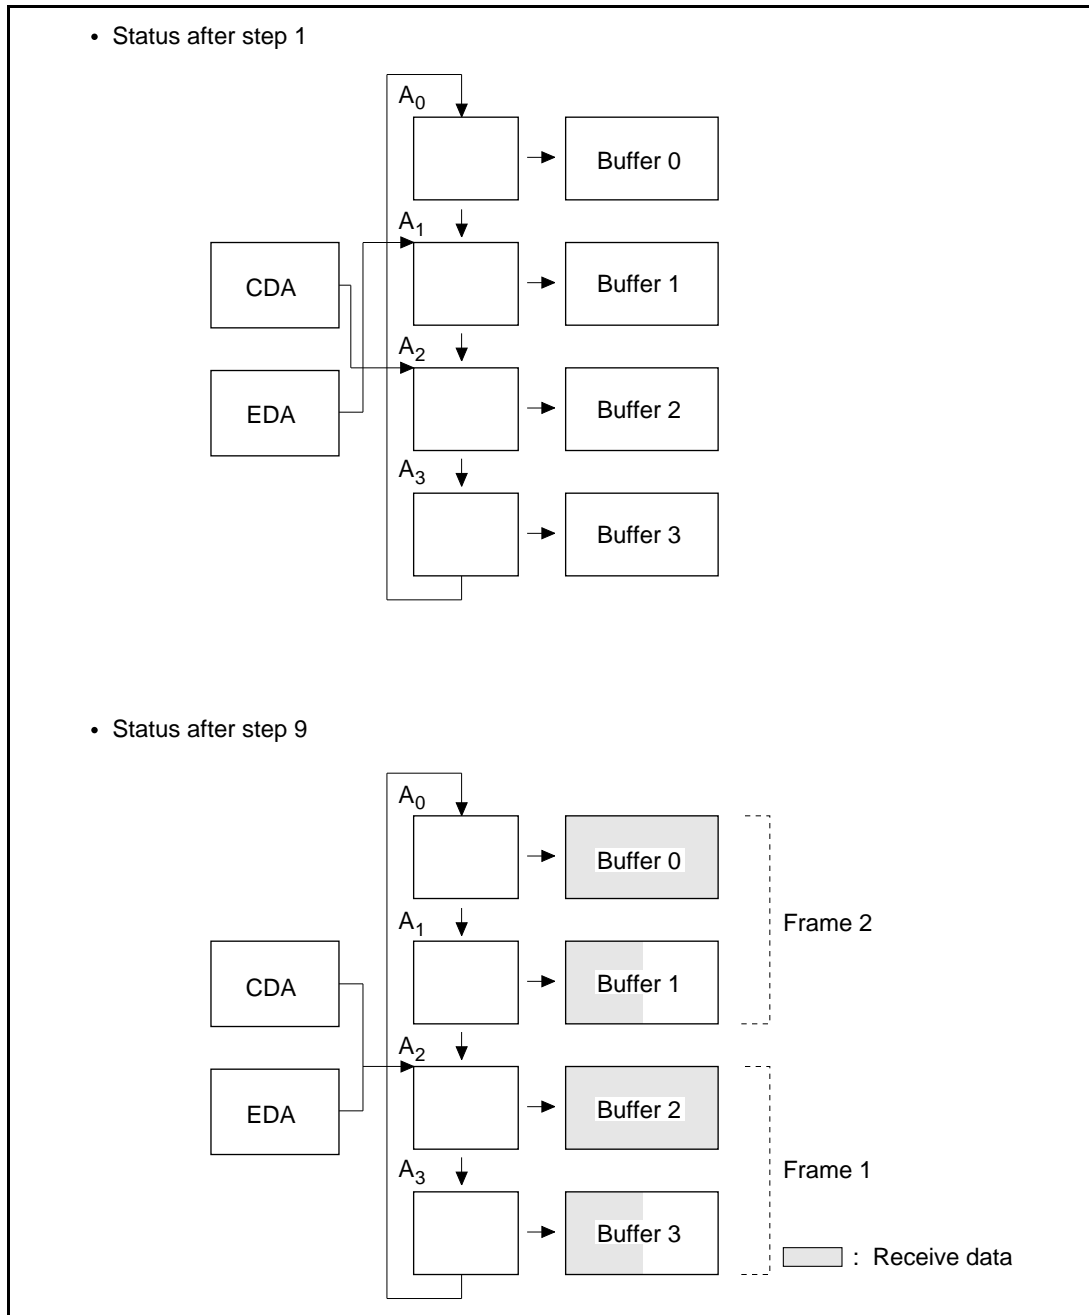 • Status after step 1
A0
Buffer 0
A1
CDA
Buffer 1
A2
EDA
Buffer 2
A3
Buffer 3
• Status after step 9
A0
Buffer 0
A1
Frame 2
CDA
Buffer 1
A2
EDA
Buffer 2
A3
Frame 1
Buffer 3
: Receive data